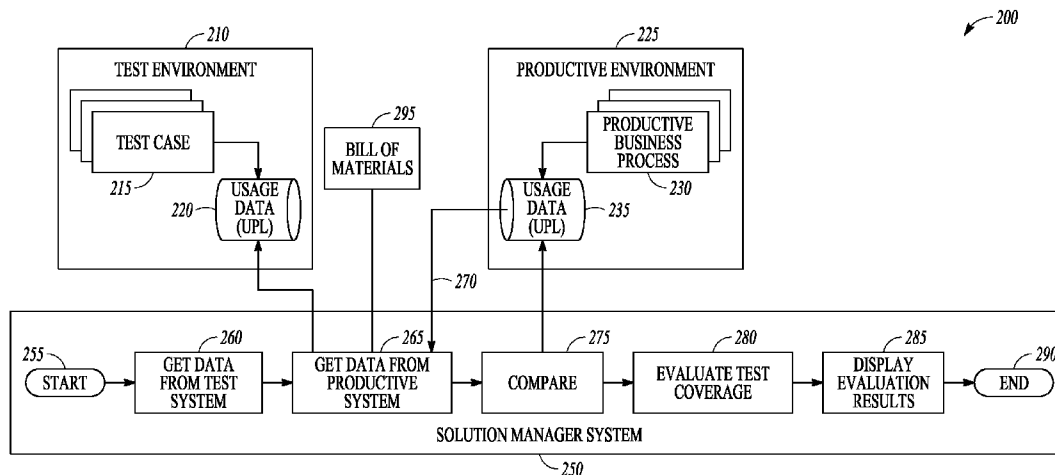 200
210
TEST ENVIRONMENT
TEST CASE
215
220
USAGE
DATA
(UPL)
295
BILL OF
MATERIALS
225
PRODUCTIVE ENVIRONMENT
PRODUCTIVE
BUSINESS
PROCESS
230
USAGE
DATA
(UPL)
235
270
255
START
260
GET DATA
FROM TEST
SYSTEM
265
GET DATA FROM
PRODUCTIVE
SYSTEM
275
COMPARE
280
EVALUATE TEST
COVERAGE
285
DISPLAY
EVALUATION
RESULTS
290
END
SOLUTION MANAGER SYSTEM
250